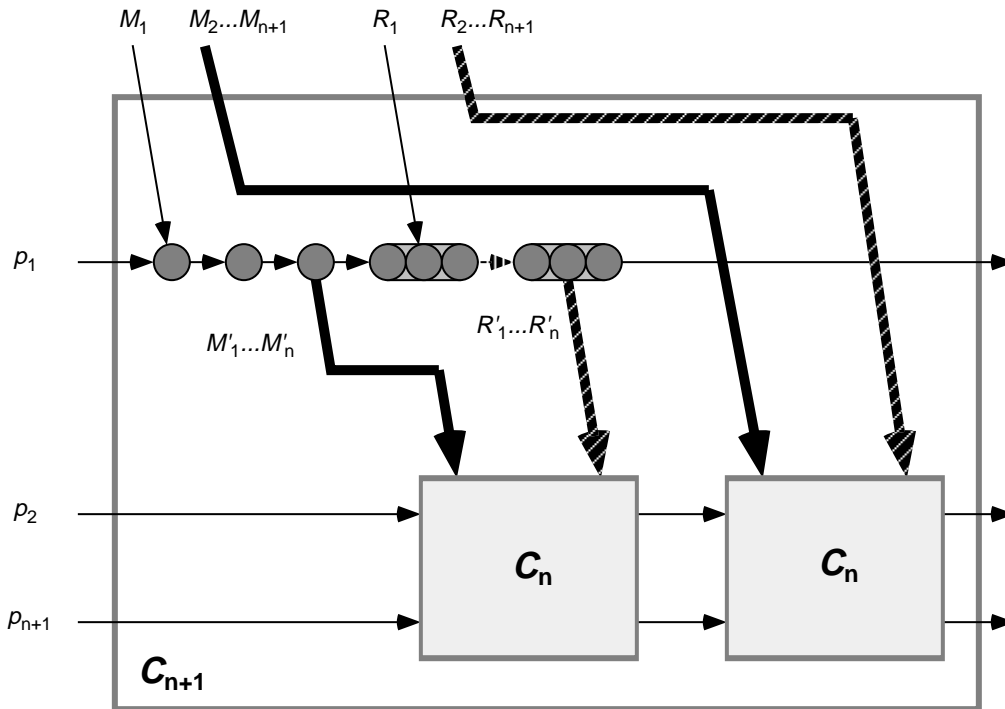 M₁ M₂...Mₙ₊₁ R₁ R₂...Rₙ₊₁
p₁
M'₁...M'ₙ R'₁...R'ₙ
p₂
Cₙ Cₙ
pₙ₊₁
Cₙ₊₁